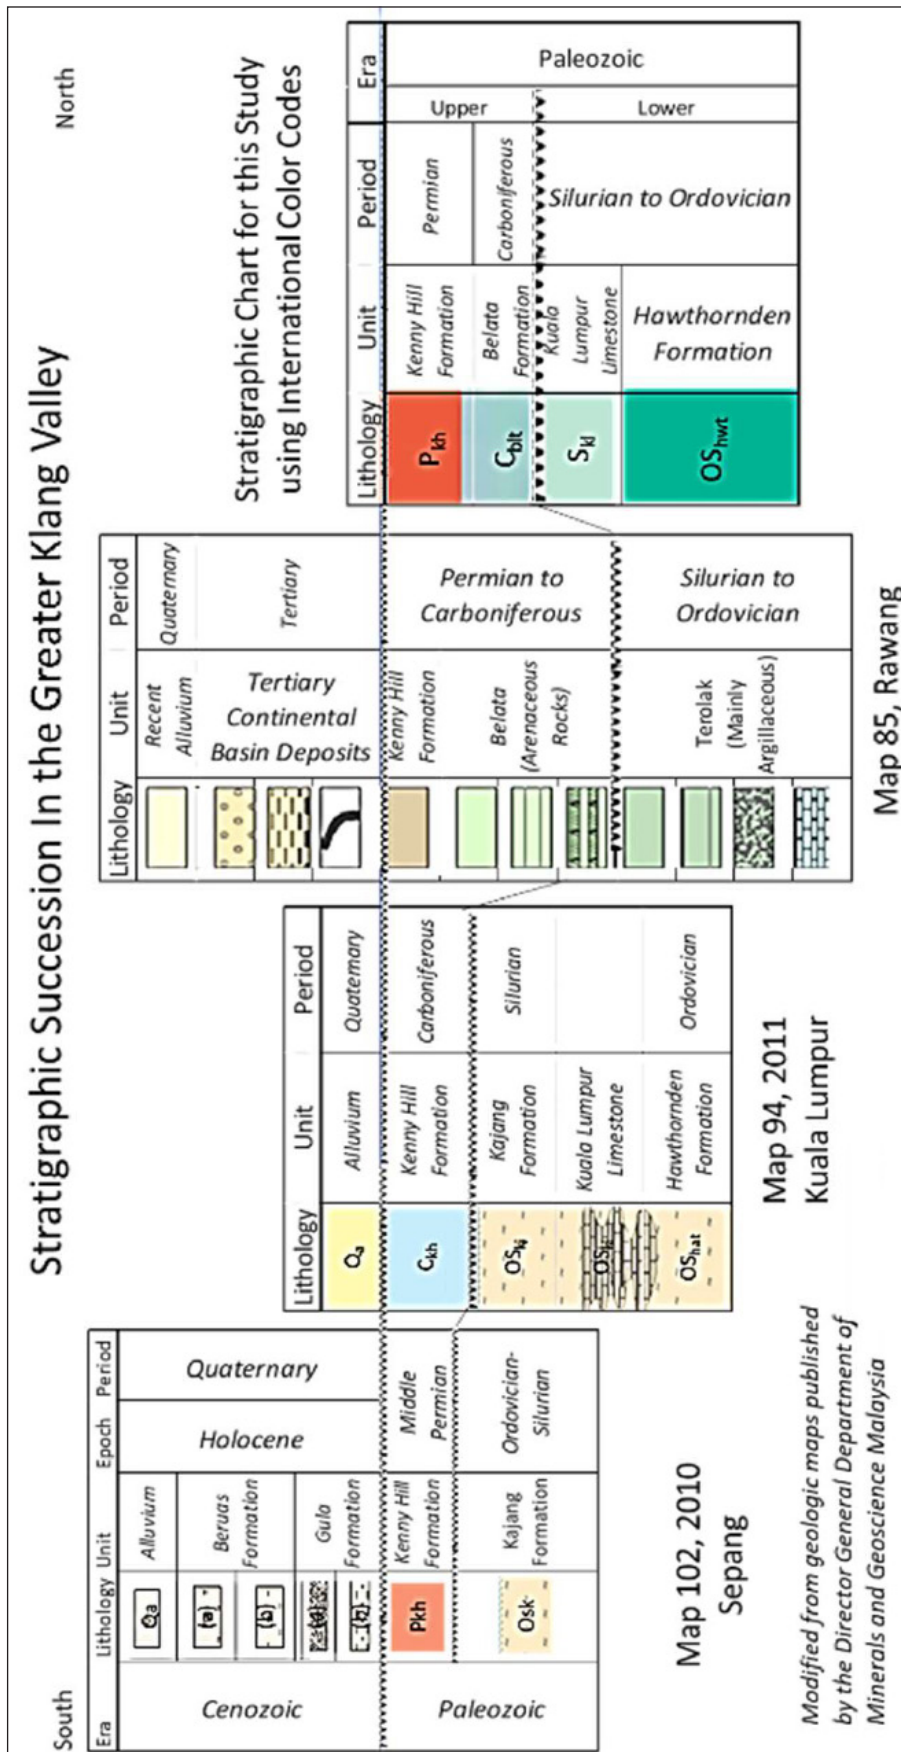 Stratigraphic Succession In the Greater Klang Valley
South
North
Era
Lithology
Unit
Epoch
Period
Cenozoic
Qa
Alluvium
Holocene
Quaternary
(a)
(b)
Beruas
Formation
(a)
(b)
Gula
Formation
Paleozoic
Pkh
Kenny Hill
Formation
Middle
Permian
Osk
Kajang
Formation
Ordovician-
Silurian
Map 102, 2010
Sepang
Lithology
Unit
Period
Qa
Alluvium
Quaternary
Ckh
Kenny Hill
Formation
Carboniferous
OSkj
Kajang
Formation
Silurian
Kuala Lumpur
Limestone
OShat
Hawthornden
Formation
Ordovician
Map 94, 2011
Kuala Lumpur
Lithology
Unit
Period
Recent
Alluvium
Quaternary
Tertiary
Continental
Basin Deposits
Tertiary
Kenny Hill
Formation
Belata
(Arenaceous
Rocks)
Permian to
Carboniferous
Terolak
(Mainly
Argillaceous)
Silurian to
Ordovician
Map 85, Rawang
Stratigraphic Chart for this Study
using International Color Codes
Lithology
Unit
Period
Era
Pkh
Kenny Hill
Formation
Permian
Upper
Paleozoic
Cblt
Belata
Formation
Carboniferous
Skl
Kuala
Lumpur
Limestone
Silurian to Ordovician
Lower
OShwt
Hawthornden
Formation
Modified from geologic maps published
by the Director General Department of
Minerals and Geoscience Malaysia